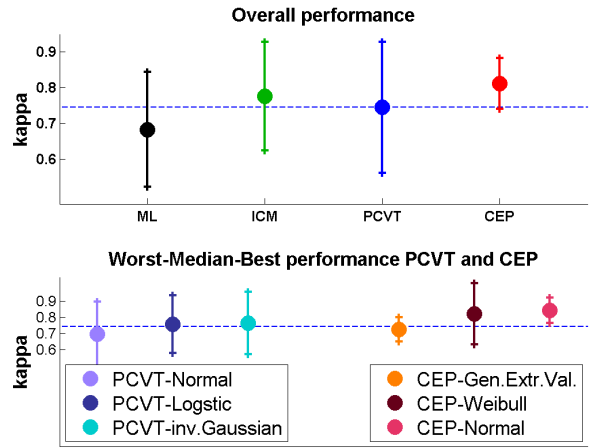 Overall performance
0.9
0.8
0.7
0.6
kappa
ML ICM PCVT CEP
Worst-Median-Best performance PCVT and CEP
0.9
0.8
0.7
0.6
kappa
PCVT-Normal
PCVT-Logstic
PCVT-inv.Gaussian
CEP-Gen.Extr.Val.
CEP-Weibull
CEP-Normal